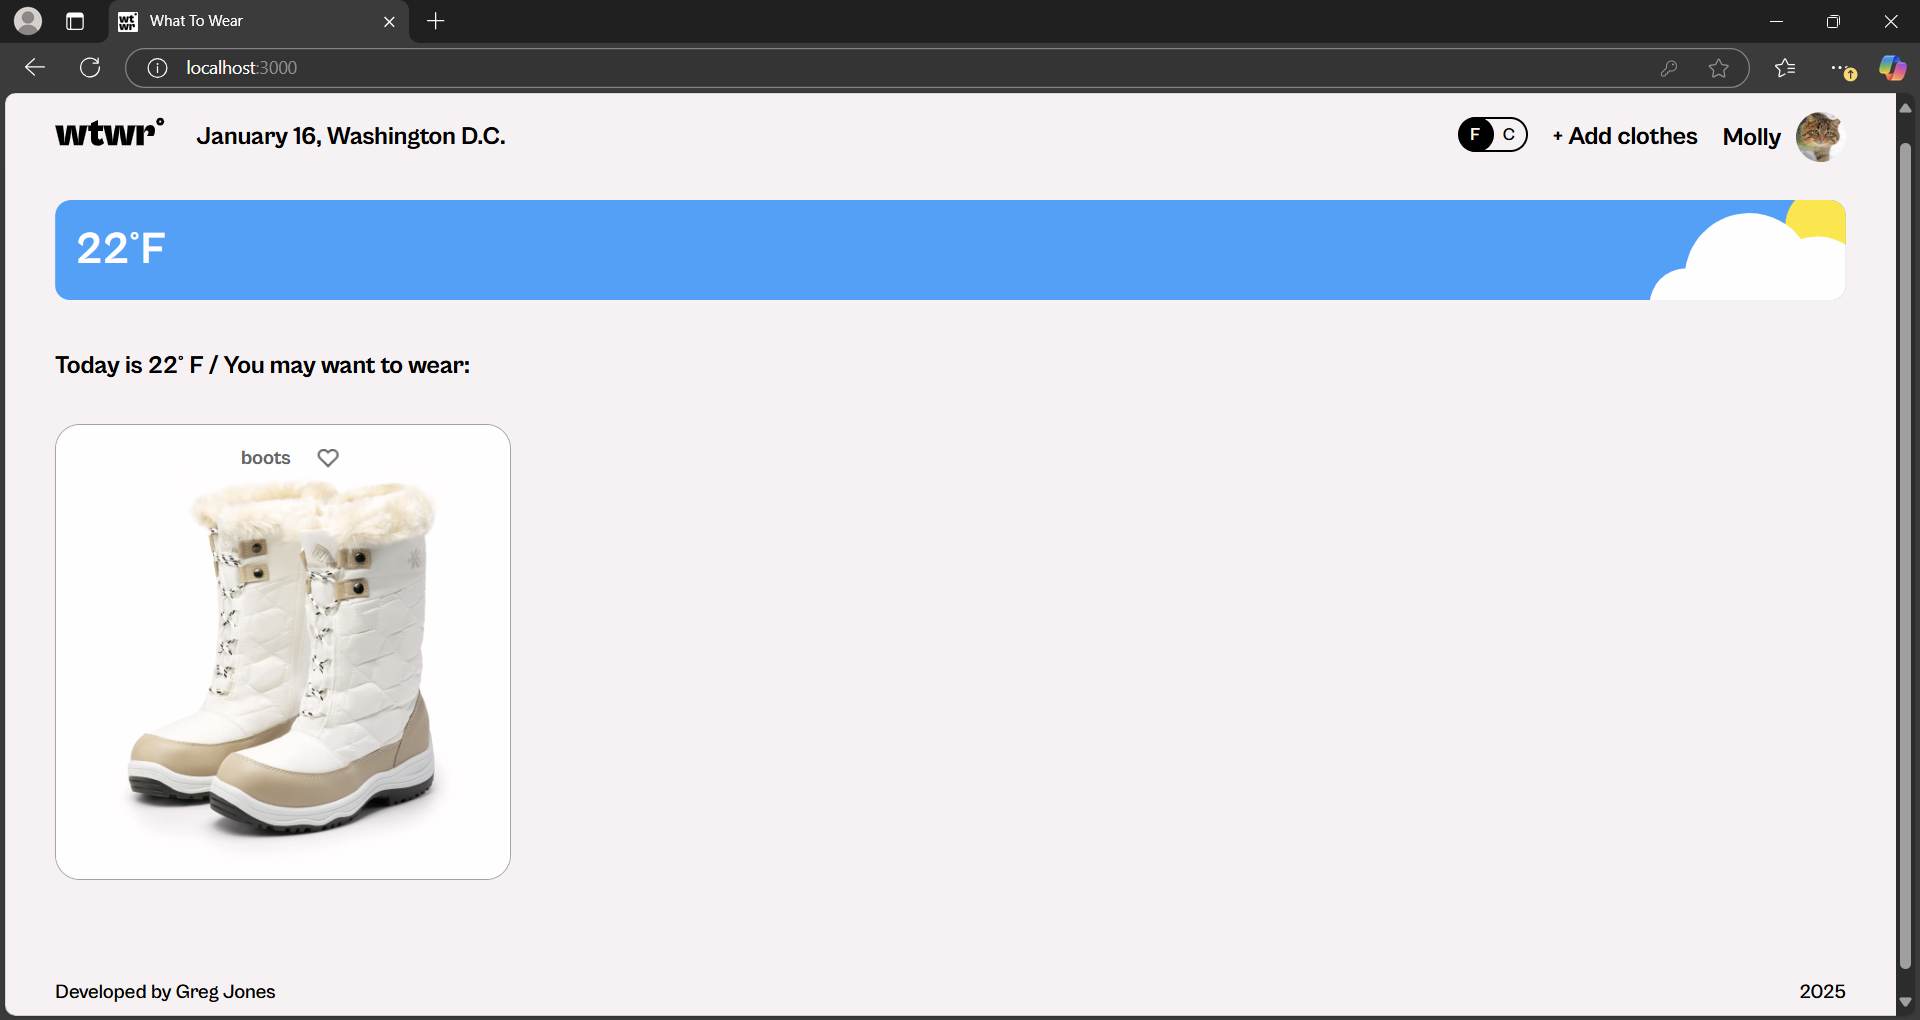 wtwr What To Wear
localhost:3000
wtwr° January 16, Washington D.C. F C + Add clothes Molly
22°F
Today is 22° F / You may want to wear:
boots
Developed by Greg Jones 2025